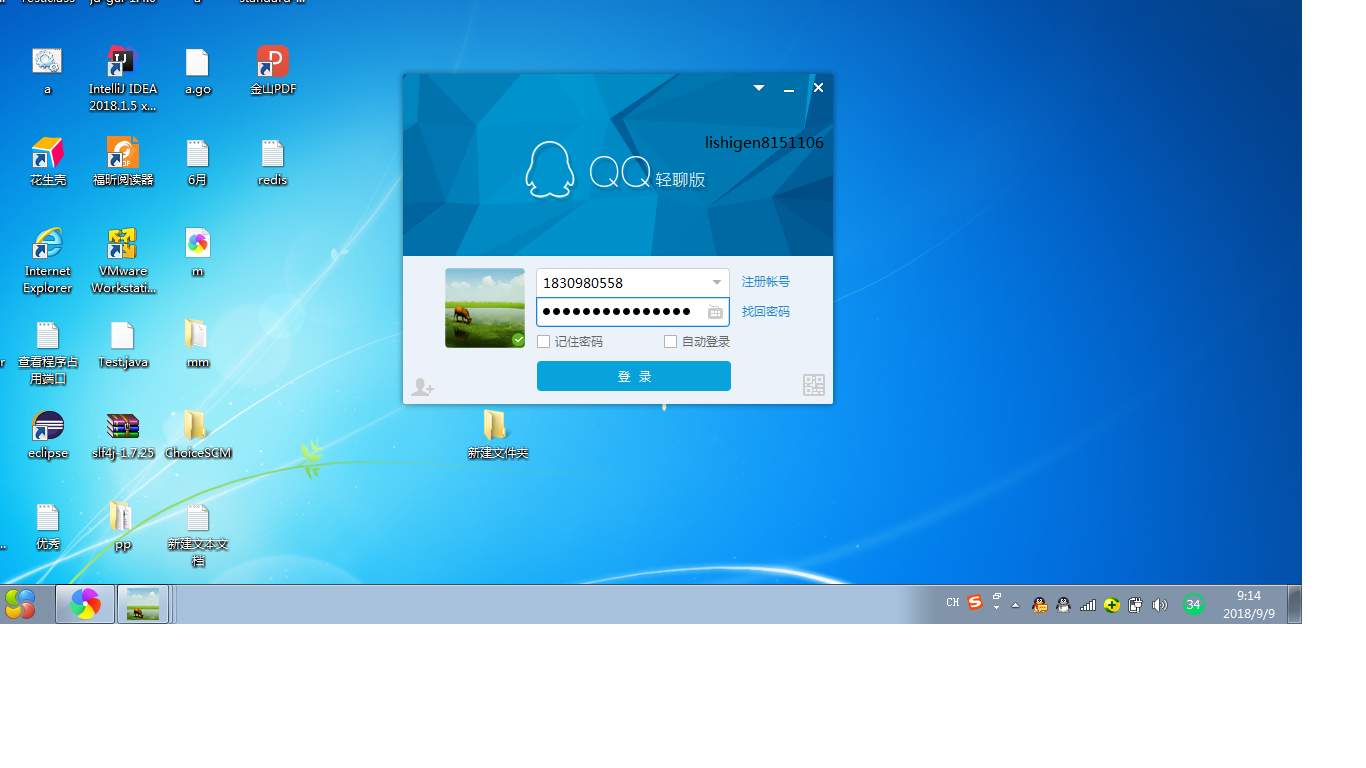 a
IntelliJ IDEA
2018.1.5 x...
a.go
金山PDF
花生壳
福昕阅读器
6月
redis
Internet
Explorer
VMware
Workstati...
m
查看程序占
用端口
Test.java
mm
eclipse
slf4j-1.7.25
ChoiceSCM
新建文件夹
优秀
pp
新建文本文
档
lishigen8151106
QQ 轻聊版
1830980558
注册帐号
●●●●●●●●●●●●●●●
找回密码
记住密码
自动登录
登 录
CH
34
9:14
2018/9/9